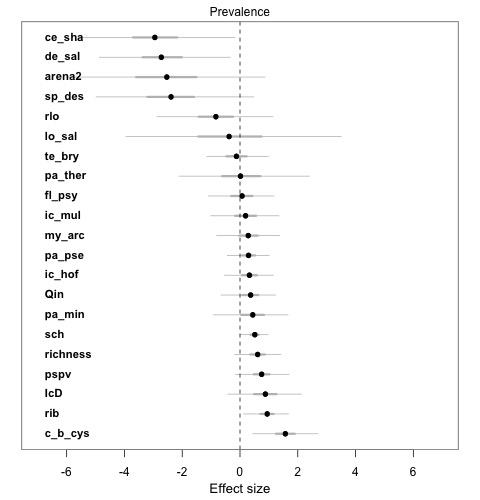 Prevalence
ce_sha
de_sal
arena2
sp_des
rlo
lo_sal
te_bry
pa_ther
fl_psy
ic_mul
my_arc
pa_pse
ic_hof
Qin
pa_min
sch
richness
pspv
lcD
rib
c_b_cys
-6 -4 -2 0 2 4 6
Effect size